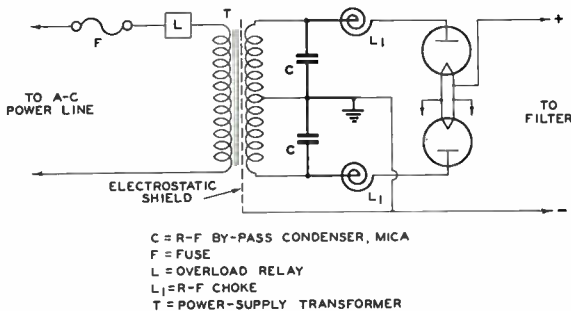 T
L
F
L₁
+
C
TO A-C
POWER LINE
TO
FILTER
C
ELECTROSTATIC
SHIELD
L₁
−
C = R-F BY-PASS CONDENSER, MICA
F = FUSE
L = OVERLOAD RELAY
L₁ = R-F CHOKE
T = POWER-SUPPLY TRANSFORMER